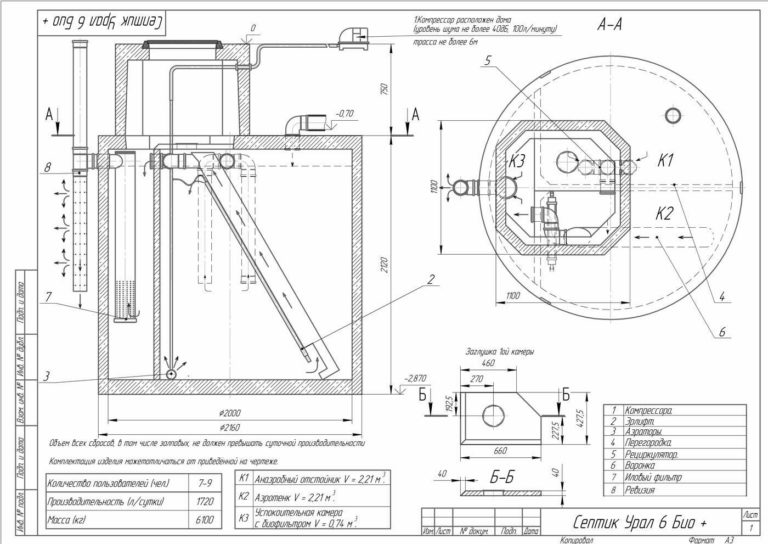 Септик Урал 6 Био +
0
1Компрессор расположен дома
(уровень шума не более 40Дб, 100л/минуту)
трасса не более 6м
А-А
750
А
А
-0,70
2120
8
7
3
2
-2,870
⌀2000
⌀2160
5
К3
К1
К2
1100
1100
4
6
Заглушка 1ой камеры
460
270
Б
Б
192,5
227,5
427,5
660
Б-Б
40
40
1 Компрессора.
2 Эрлифт.
3 Аэраторы.
4 Перегородка.
5 Рециркулятор.
6 Воронка
7 Иловый фильтр
8 Ревизия
Объем всех сбросов, в том числе залповых, не должен превышать суточной производительности
Комплектация изделия можетотличаться от приведенной на чертеже.
Количество пользователей (чел) 7-9
Производительность (л/сутки) 1720
Масса (кг) 6100
К1 Анаэробный отстойник V = 2,21 м³.
К2 Аэротенк V = 2,21 м³.
К3 Успокоительная камера
с биофильтром V = 0,74 м³.
Изм. Лист № докум. Подп. Дата
Септик Урал 6 Био +
Лист
1
Копировал
Формат А3
Подп. и дата
Инв. № дубл.
Взам. инв. №
Подп. и дата
Инв. № подл.